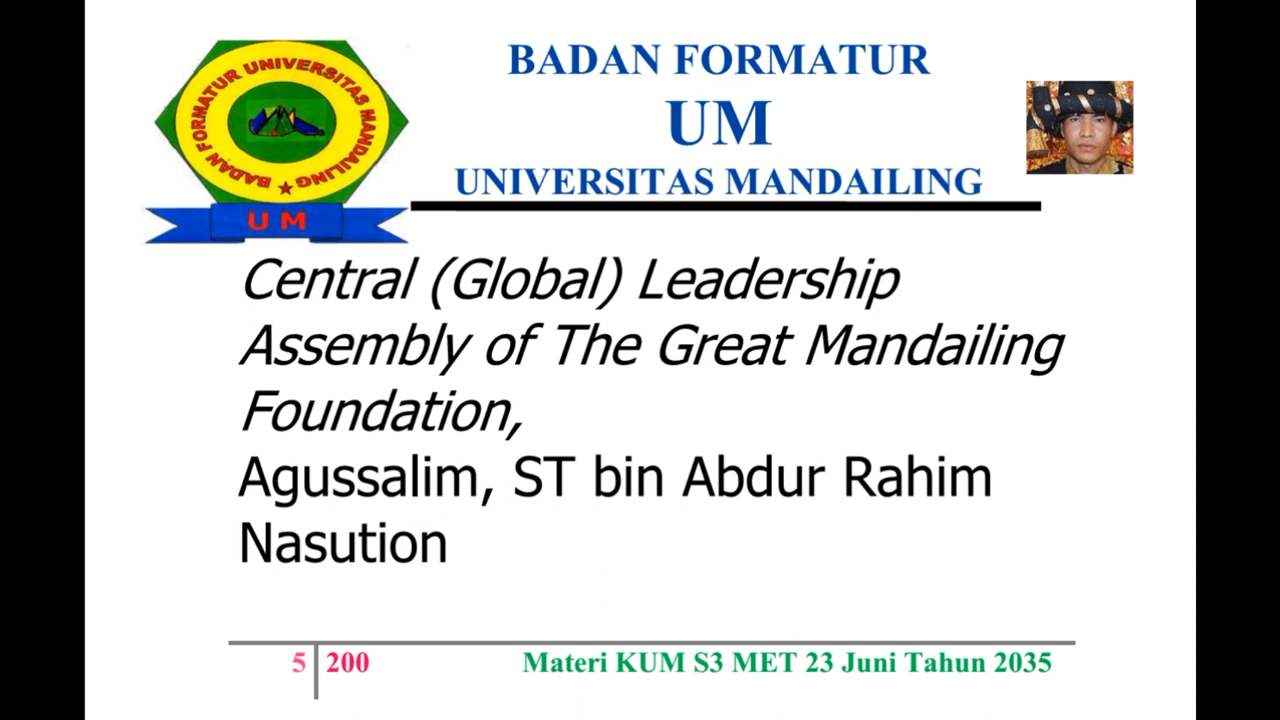 BADAN FORMATUR UNIVERSITAS MANDAILING
UM
BADAN FORMATUR
UM
UNIVERSITAS MANDAILING
Central (Global) Leadership
Assembly of The Great Mandailing
Foundation,
Agussalim, ST bin Abdur Rahim
Nasution
5 200
Materi KUM S3 MET 23 Juni Tahun 2035